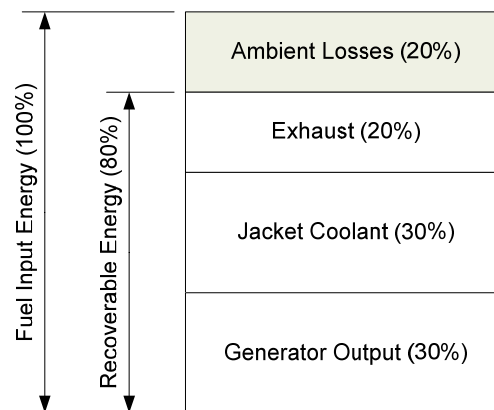 Fuel Input Energy (100%)
Recoverable Energy (80%)
Ambient Losses (20%)
Exhaust (20%)
Jacket Coolant (30%)
Generator Output (30%)